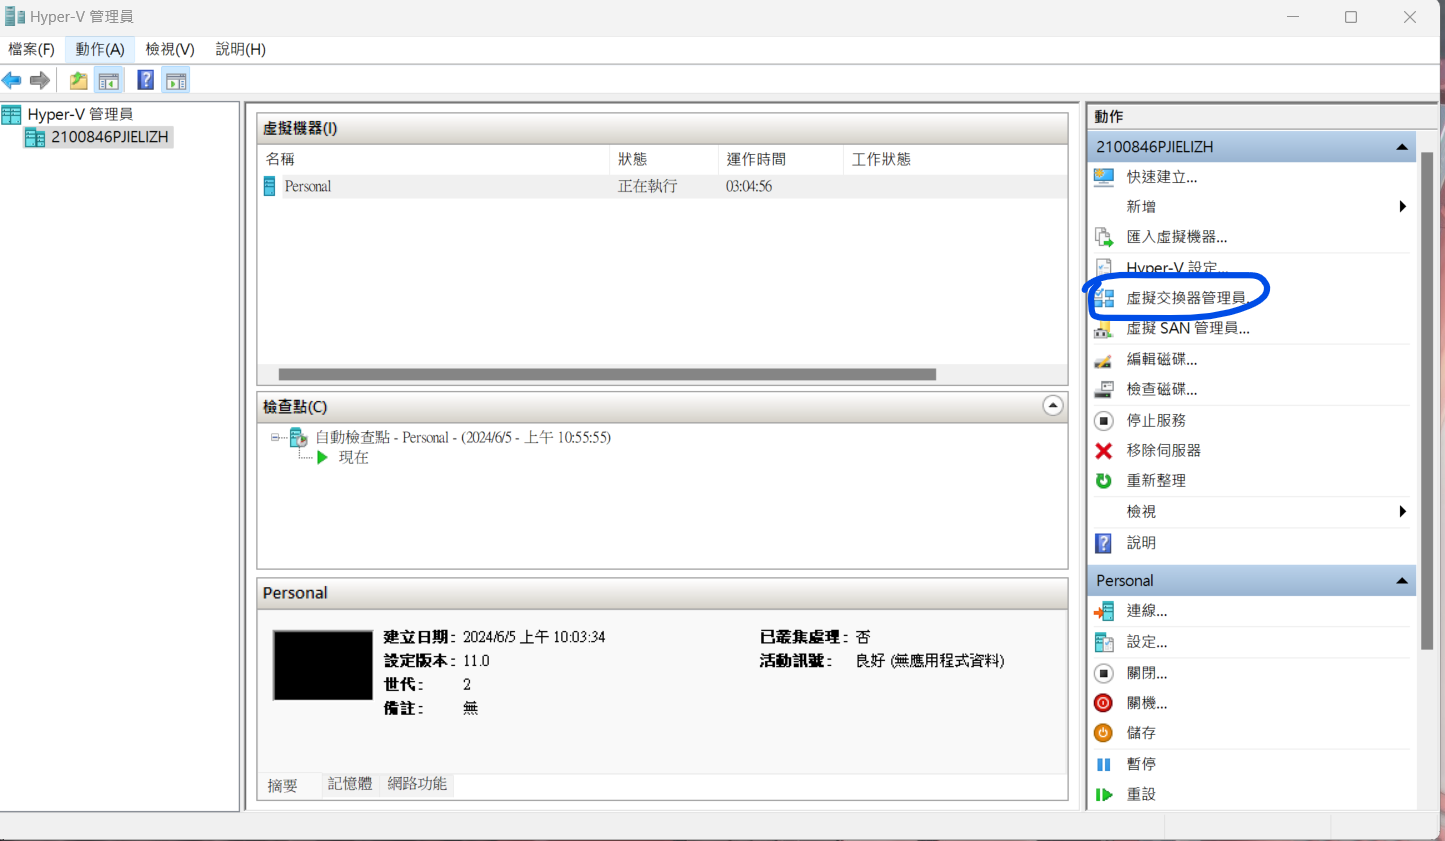 Hyper-V 管理員
檔案(F) 動作(A) 檢視(V) 說明(H)
Hyper-V 管理員
2100846PJIELIZH
虛擬機器(I)
名稱 狀態 運作時間 工作狀態
Personal 正在執行 03:04:56
檢查點(C)
自動檢查點 - Personal - (2024/6/5 - 上午 10:55:55)
現在
Personal
建立日期: 2024/6/5 上午 10:03:34 已叢集處理: 否
設定版本: 11.0 活動訊號: 良好 (無應用程式資料)
世代: 2
備註: 無
摘要 記憶體 網路功能
動作
2100846PJIELIZH
快速建立...
新增
匯入虛擬機器...
Hyper-V 設定...
虛擬交換器管理員...
虛擬 SAN 管理員...
編輯磁碟...
檢查磁碟...
停止服務
移除伺服器
重新整理
檢視
說明
Personal
連線...
設定...
關閉...
關機...
儲存
暫停
重設